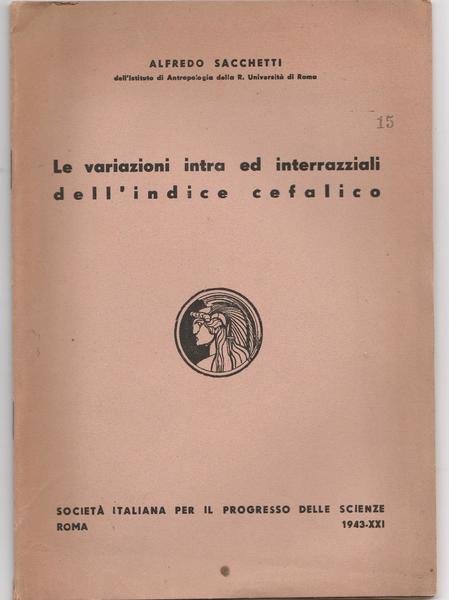 ALFREDO SACCHETTI
dell'Istituto di Antropologia della R. Università di Roma
15
Le variazioni intra ed interrazziali
dell'indice cefalico
SOCIETÀ ITALIANA PER IL PROGRESSO DELLE SCIENZE
ROMA 1943-XXI